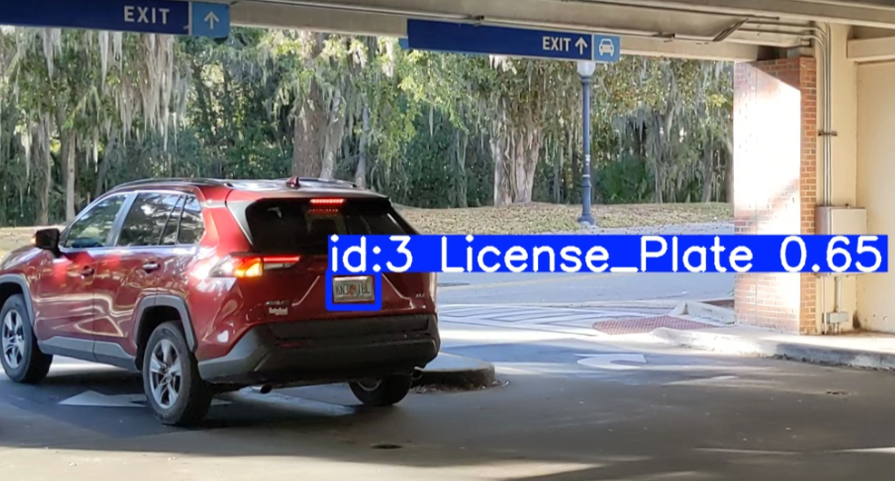 EXIT ↑
EXIT ↑
id:3 License_Plate 0.65